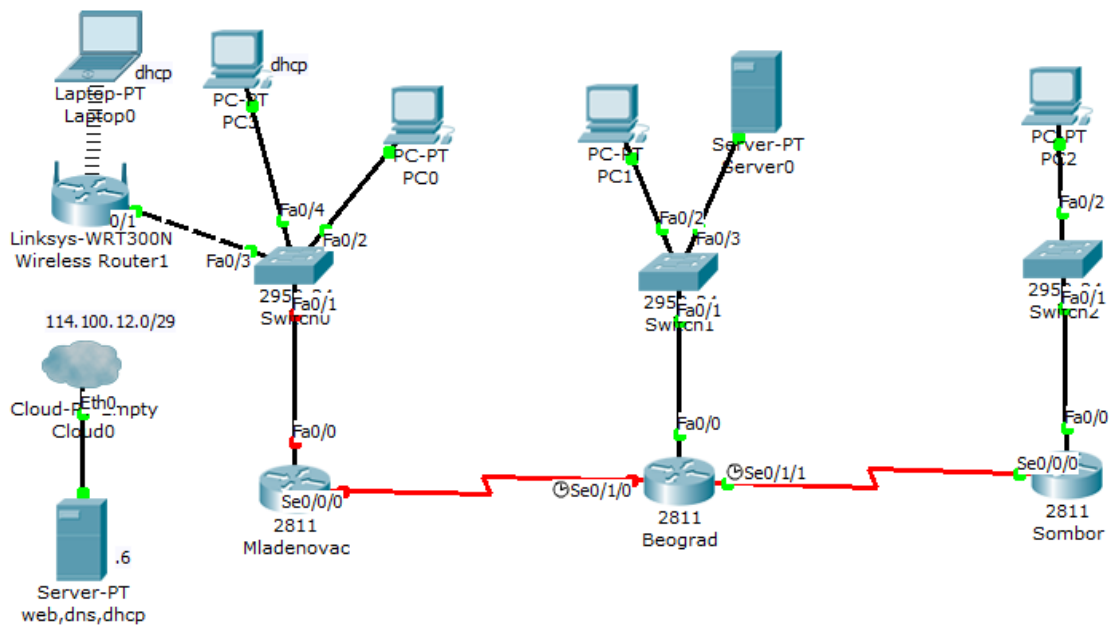 dhcp
Laptop-PT
Laptop0
dhcp
PC-PT
PC-PT
PC0
0/1
Linksys-WRT300N
Wireless Router1
Fa0/3
Fa0/4
Fa0/2
Fa0/1
114.100.12.0/29
Eth0
Cloud0
.6
Server-PT
web,dns,dhcp
Fa0/0
Se0/0/0
2811
Mladenovac
PC-PT
PC1
Server-PT
Server0
Fa0/2
Fa0/3
Fa0/1
Switch1
Fa0/0
Se0/1/0
Se0/1/1
2811
Beograd
PC-PT
PC2
Fa0/2
Fa0/1
Switch2
Fa0/0
Se0/0/0
2811
Sombor